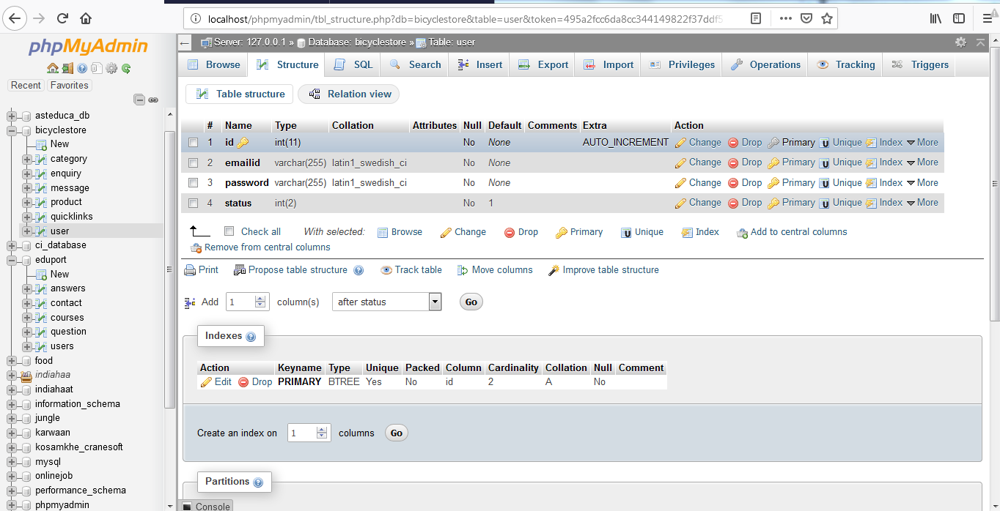 localhost/phpmyadmin/tbl_structure.php?db=bicyclestore&table=user&token=495a2fcc6da8cc344149822f37ddf5
phpMyAdmin
Recent Favorites
asteduca_db
bicyclestore
New
category
enquiry
message
product
quicklinks
user
ci_database
eduport
New
answers
contact
courses
question
users
food
indiahaa
indiahaat
information_schema
jungle
karwaan
kosamkhe_cranesoft
mysql
onlinejob
performance_schema
phpmyadmin
Server: 127.0.0.1 » Database: bicyclestore » Table: user
Browse Structure SQL Search Insert Export Import Privileges Operations Tracking Triggers
Table structure Relation view
# Name Type Collation Attributes Null Default Comments Extra Action
1 id int(11) No None AUTO_INCREMENT Change Drop Primary Unique Index More
2 emailid varchar(255) latin1_swedish_ci No None Change Drop Primary Unique Index More
3 password varchar(255) latin1_swedish_ci No None Change Drop Primary Unique Index More
4 status int(2) No 1 Change Drop Primary Unique Index More
Check all With selected: Browse Change Drop Primary Unique Index Add to central columns
Remove from central columns
Print Propose table structure Track table Move columns Improve table structure
Add 1 column(s) after status Go
Indexes
Action Keyname Type Unique Packed Column Cardinality Collation Null Comment
Edit Drop PRIMARY BTREE Yes No id 2 A No
Create an index on 1 columns Go
Partitions
Console